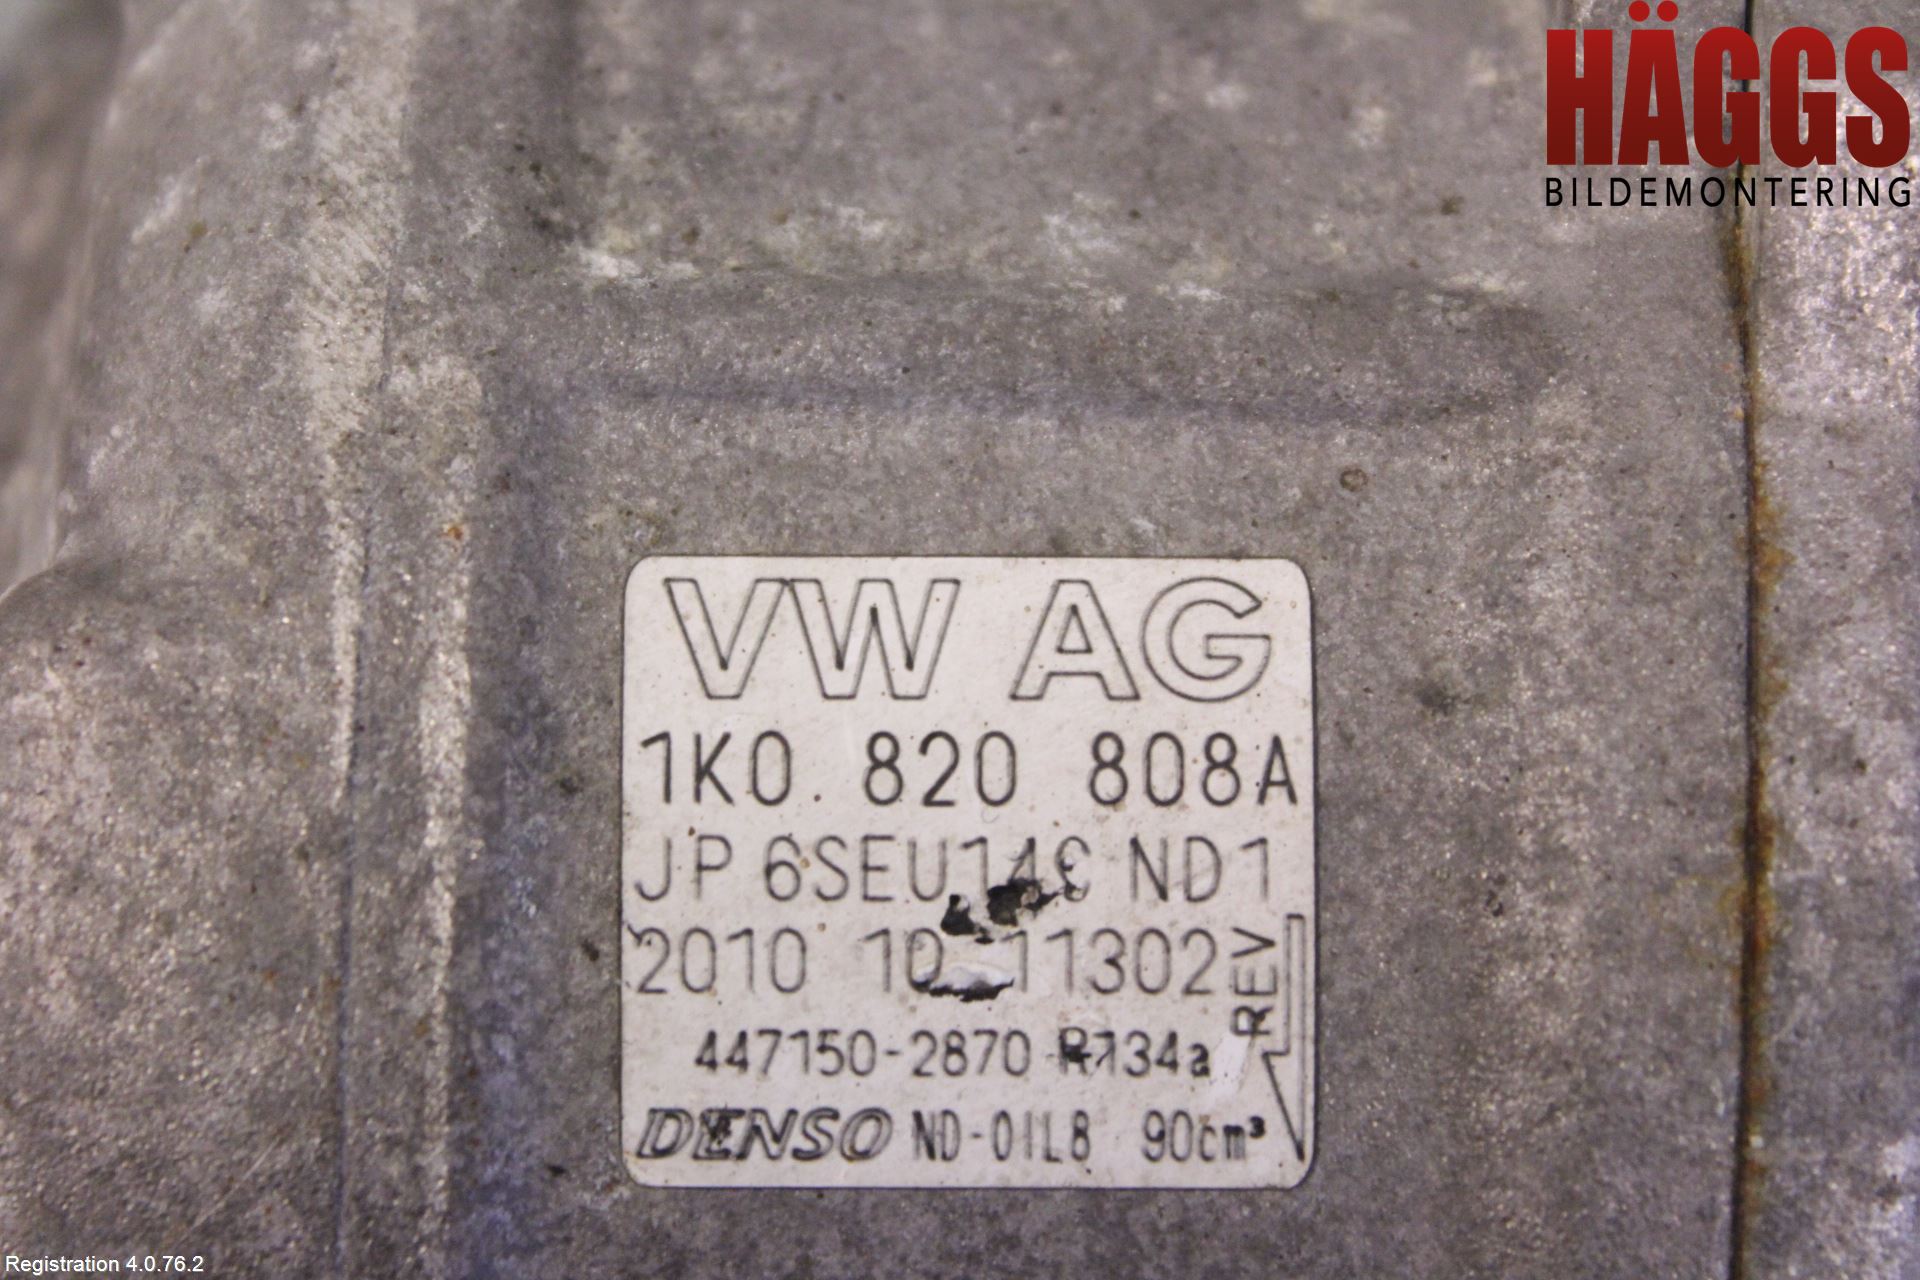 HÄGGS
BILDEMONTERING
VW AG
1K0 820 808A
JP 6SEU14C ND1
2010 10 11302
REV
447150-2870 R134a
DENSO ND-OIL8 90cm³
Registration 4.0.76.2